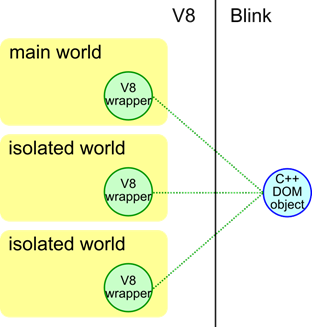 V8
Blink
main world
V8
wrapper
isolated world
V8
wrapper
C++
DOM
object
isolated world
V8
wrapper